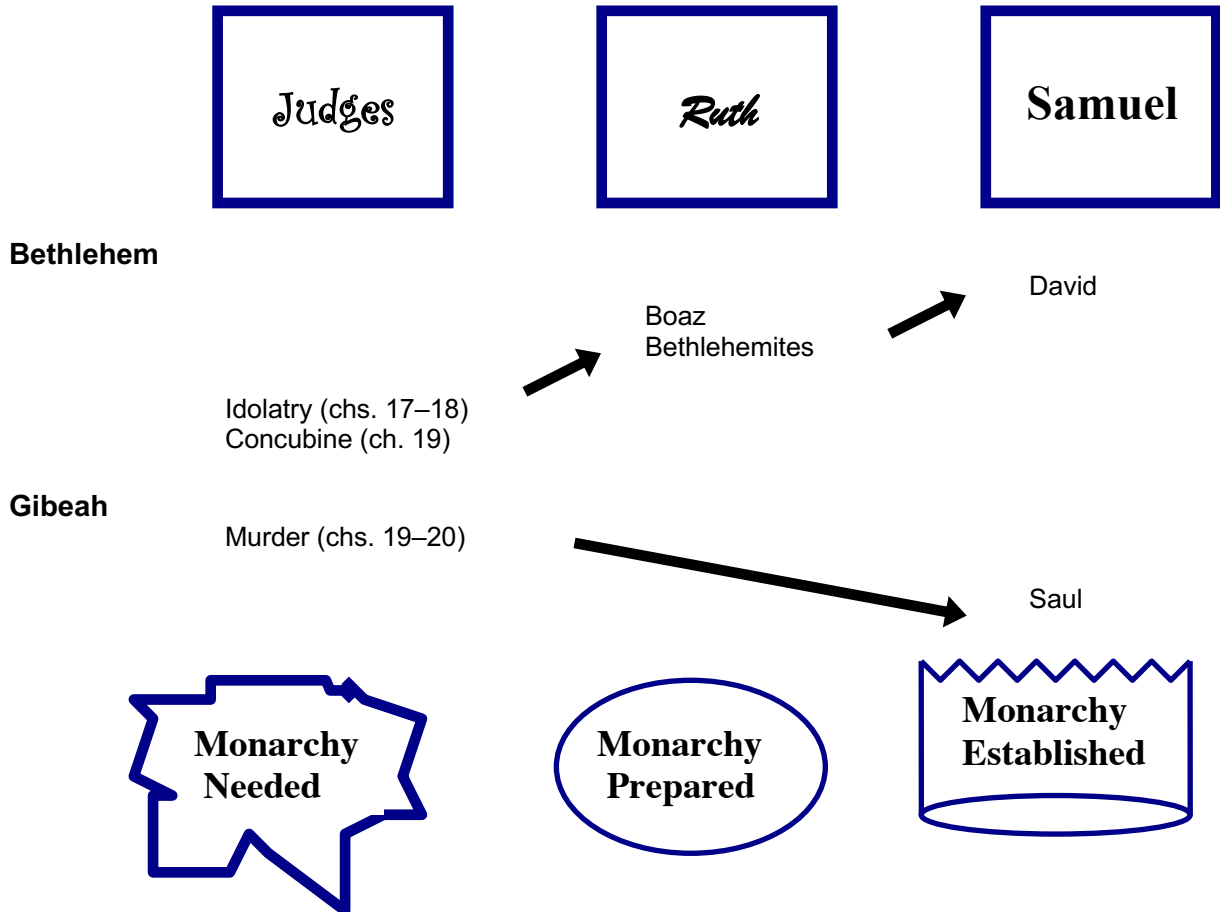 Judges
Ruth
Samuel
Bethlehem
David
Boaz
Bethlehemites
Idolatry (chs. 17–18)
Concubine (ch. 19)
Gibeah
Murder (chs. 19–20)
Saul
Monarchy
Needed
Monarchy
Prepared
Monarchy
Established